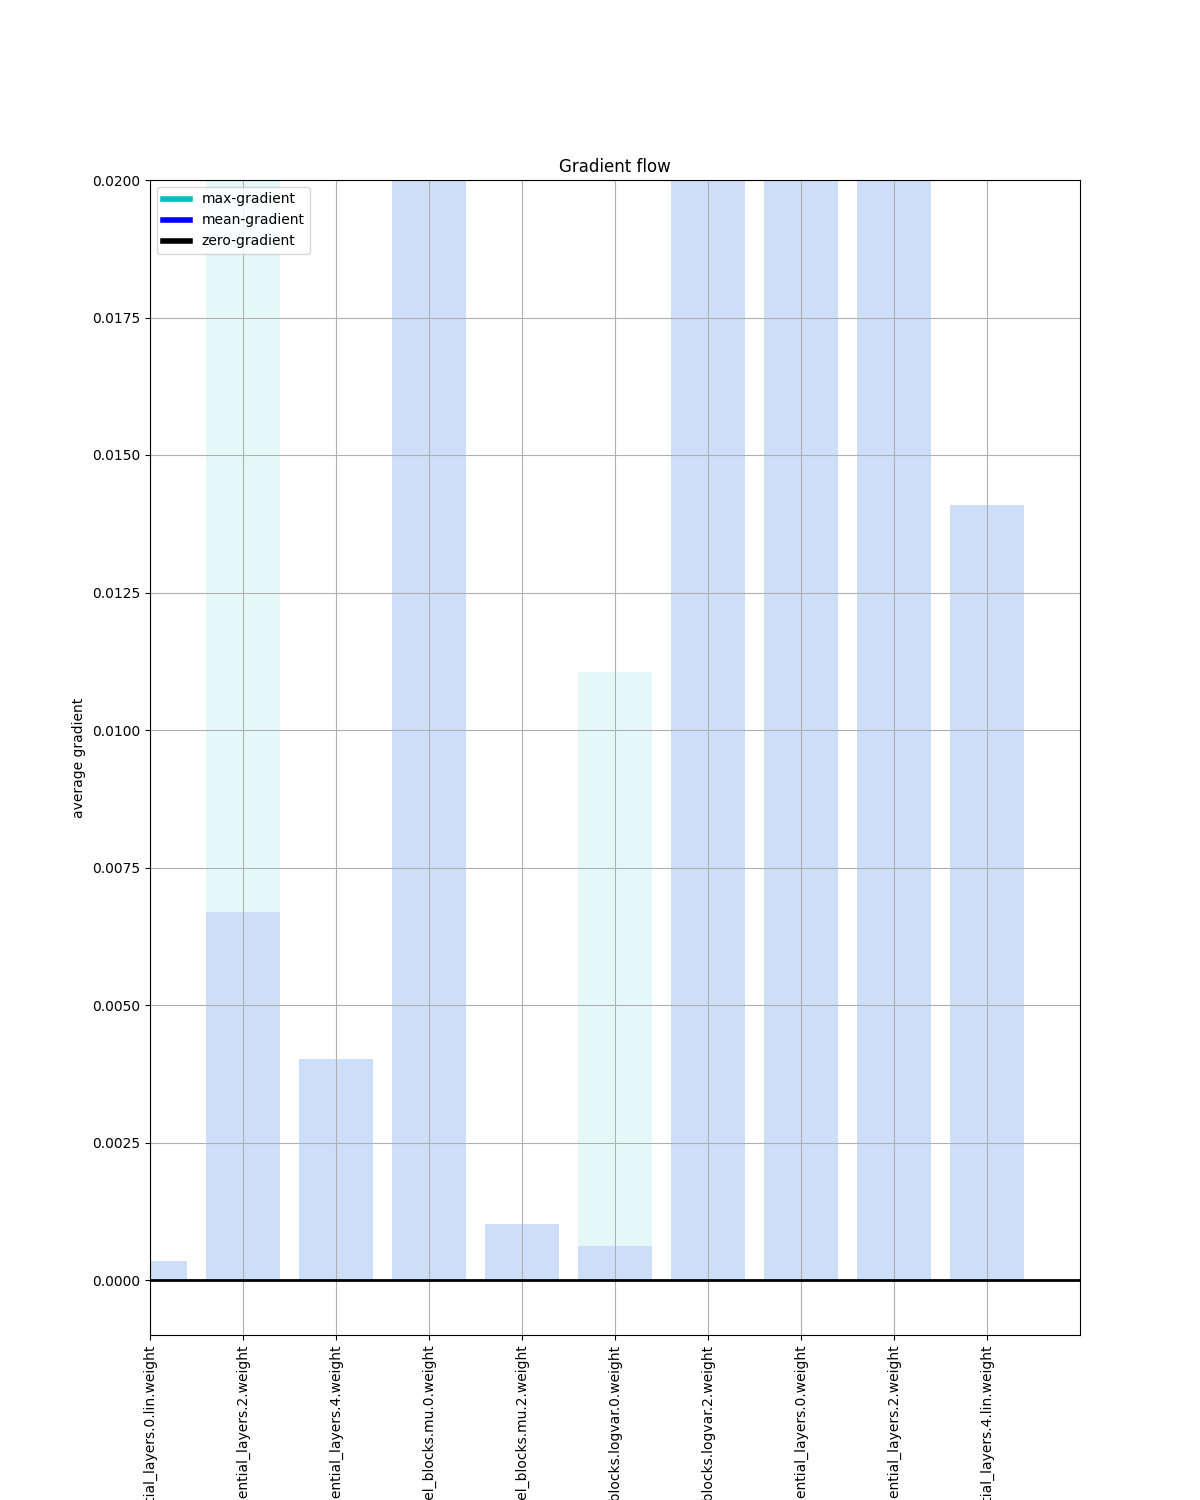 Gradient flow
max-gradient
mean-gradient
zero-gradient
0.0200
0.0175
0.0150
0.0125
0.0100
0.0075
0.0050
0.0025
0.0000
average gradient
tial_layers.0.lin.weight
ential_layers.2.weight
ential_layers.4.weight
el_blocks.mu.0.weight
el_blocks.mu.2.weight
blocks.logvar.0.weight
blocks.logvar.2.weight
ential_layers.0.weight
ential_layers.2.weight
tial_layers.4.lin.weight